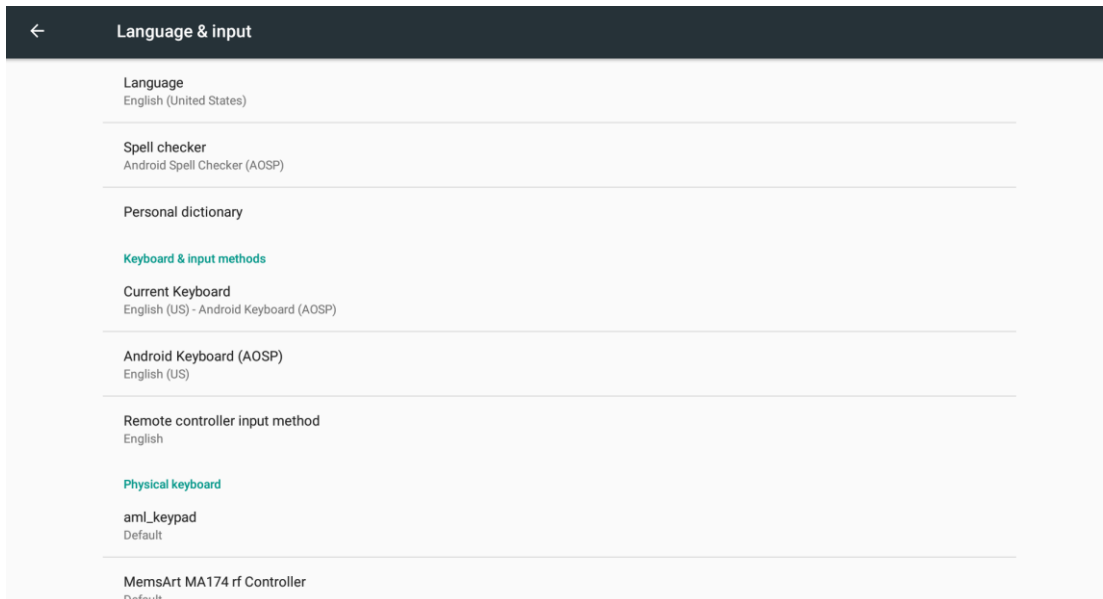 Language & input
Language
English (United States)
Spell checker
Android Spell Checker (AOSP)
Personal dictionary
Keyboard & input methods
Current Keyboard
English (US) - Android Keyboard (AOSP)
Android Keyboard (AOSP)
English (US)
Remote controller input method
English
Physical keyboard
aml_keypad
Default
MemsArt MA174 rf Controller
Default